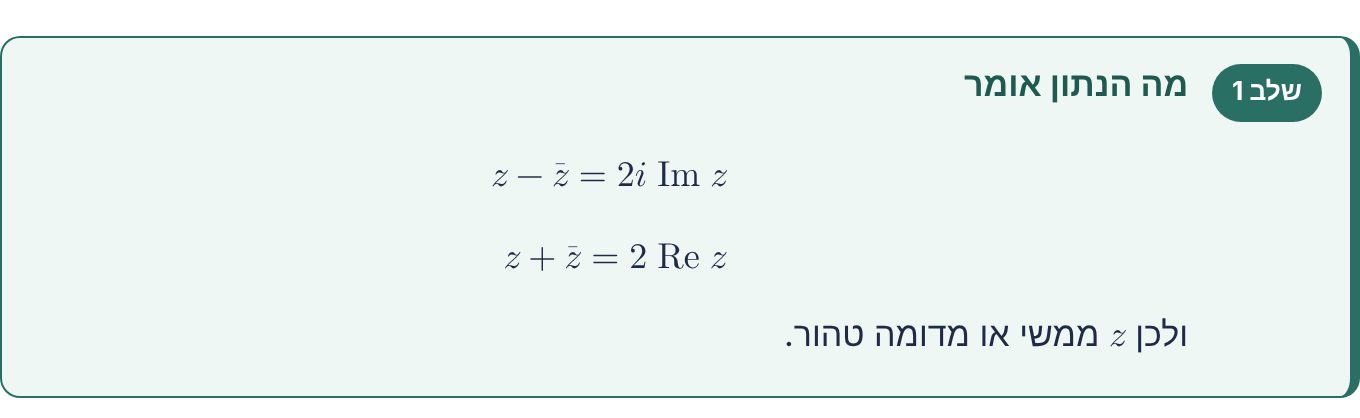 שלב 1
מה הנתון אומר
z − z̄ = 2i Im z
z + z̄ = 2 Re z
ולכן z ממשי או מדומה טהור.